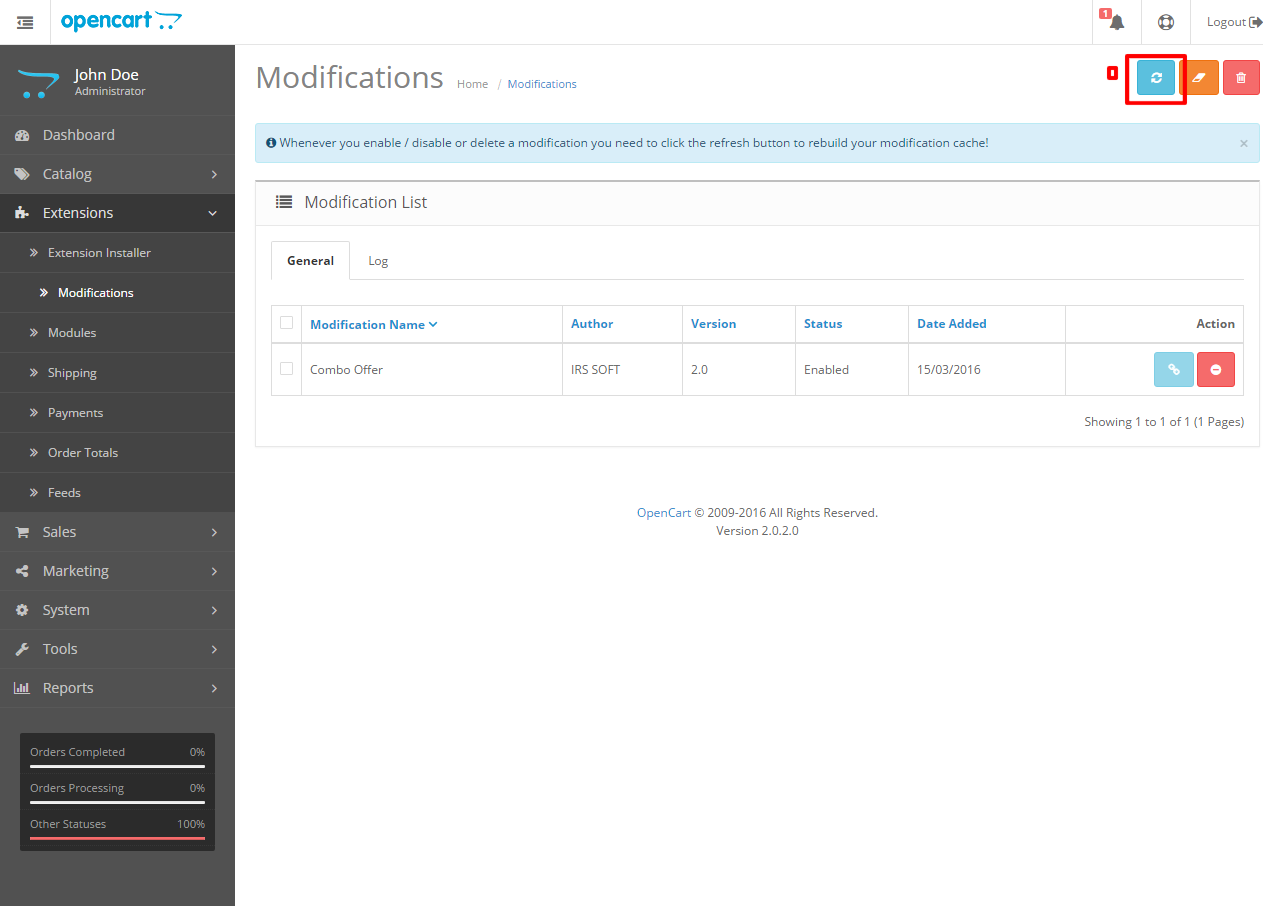 opencart
1
Logout
John Doe
Administrator
Dashboard
Catalog
Extensions
Extension Installer
Modifications
Modules
Shipping
Payments
Order Totals
Feeds
Sales
Marketing
System
Tools
Reports
Orders Completed 0%
Orders Processing 0%
Other Statuses 100%
Modifications Home / Modifications
Whenever you enable / disable or delete a modification you need to click the refresh button to rebuild your modification cache! ×
Modification List
General Log
Modification Name Author Version Status Date Added Action
Combo Offer IRS SOFT 2.0 Enabled 15/03/2016
Showing 1 to 1 of 1 (1 Pages)
OpenCart © 2009-2016 All Rights Reserved.
Version 2.0.2.0